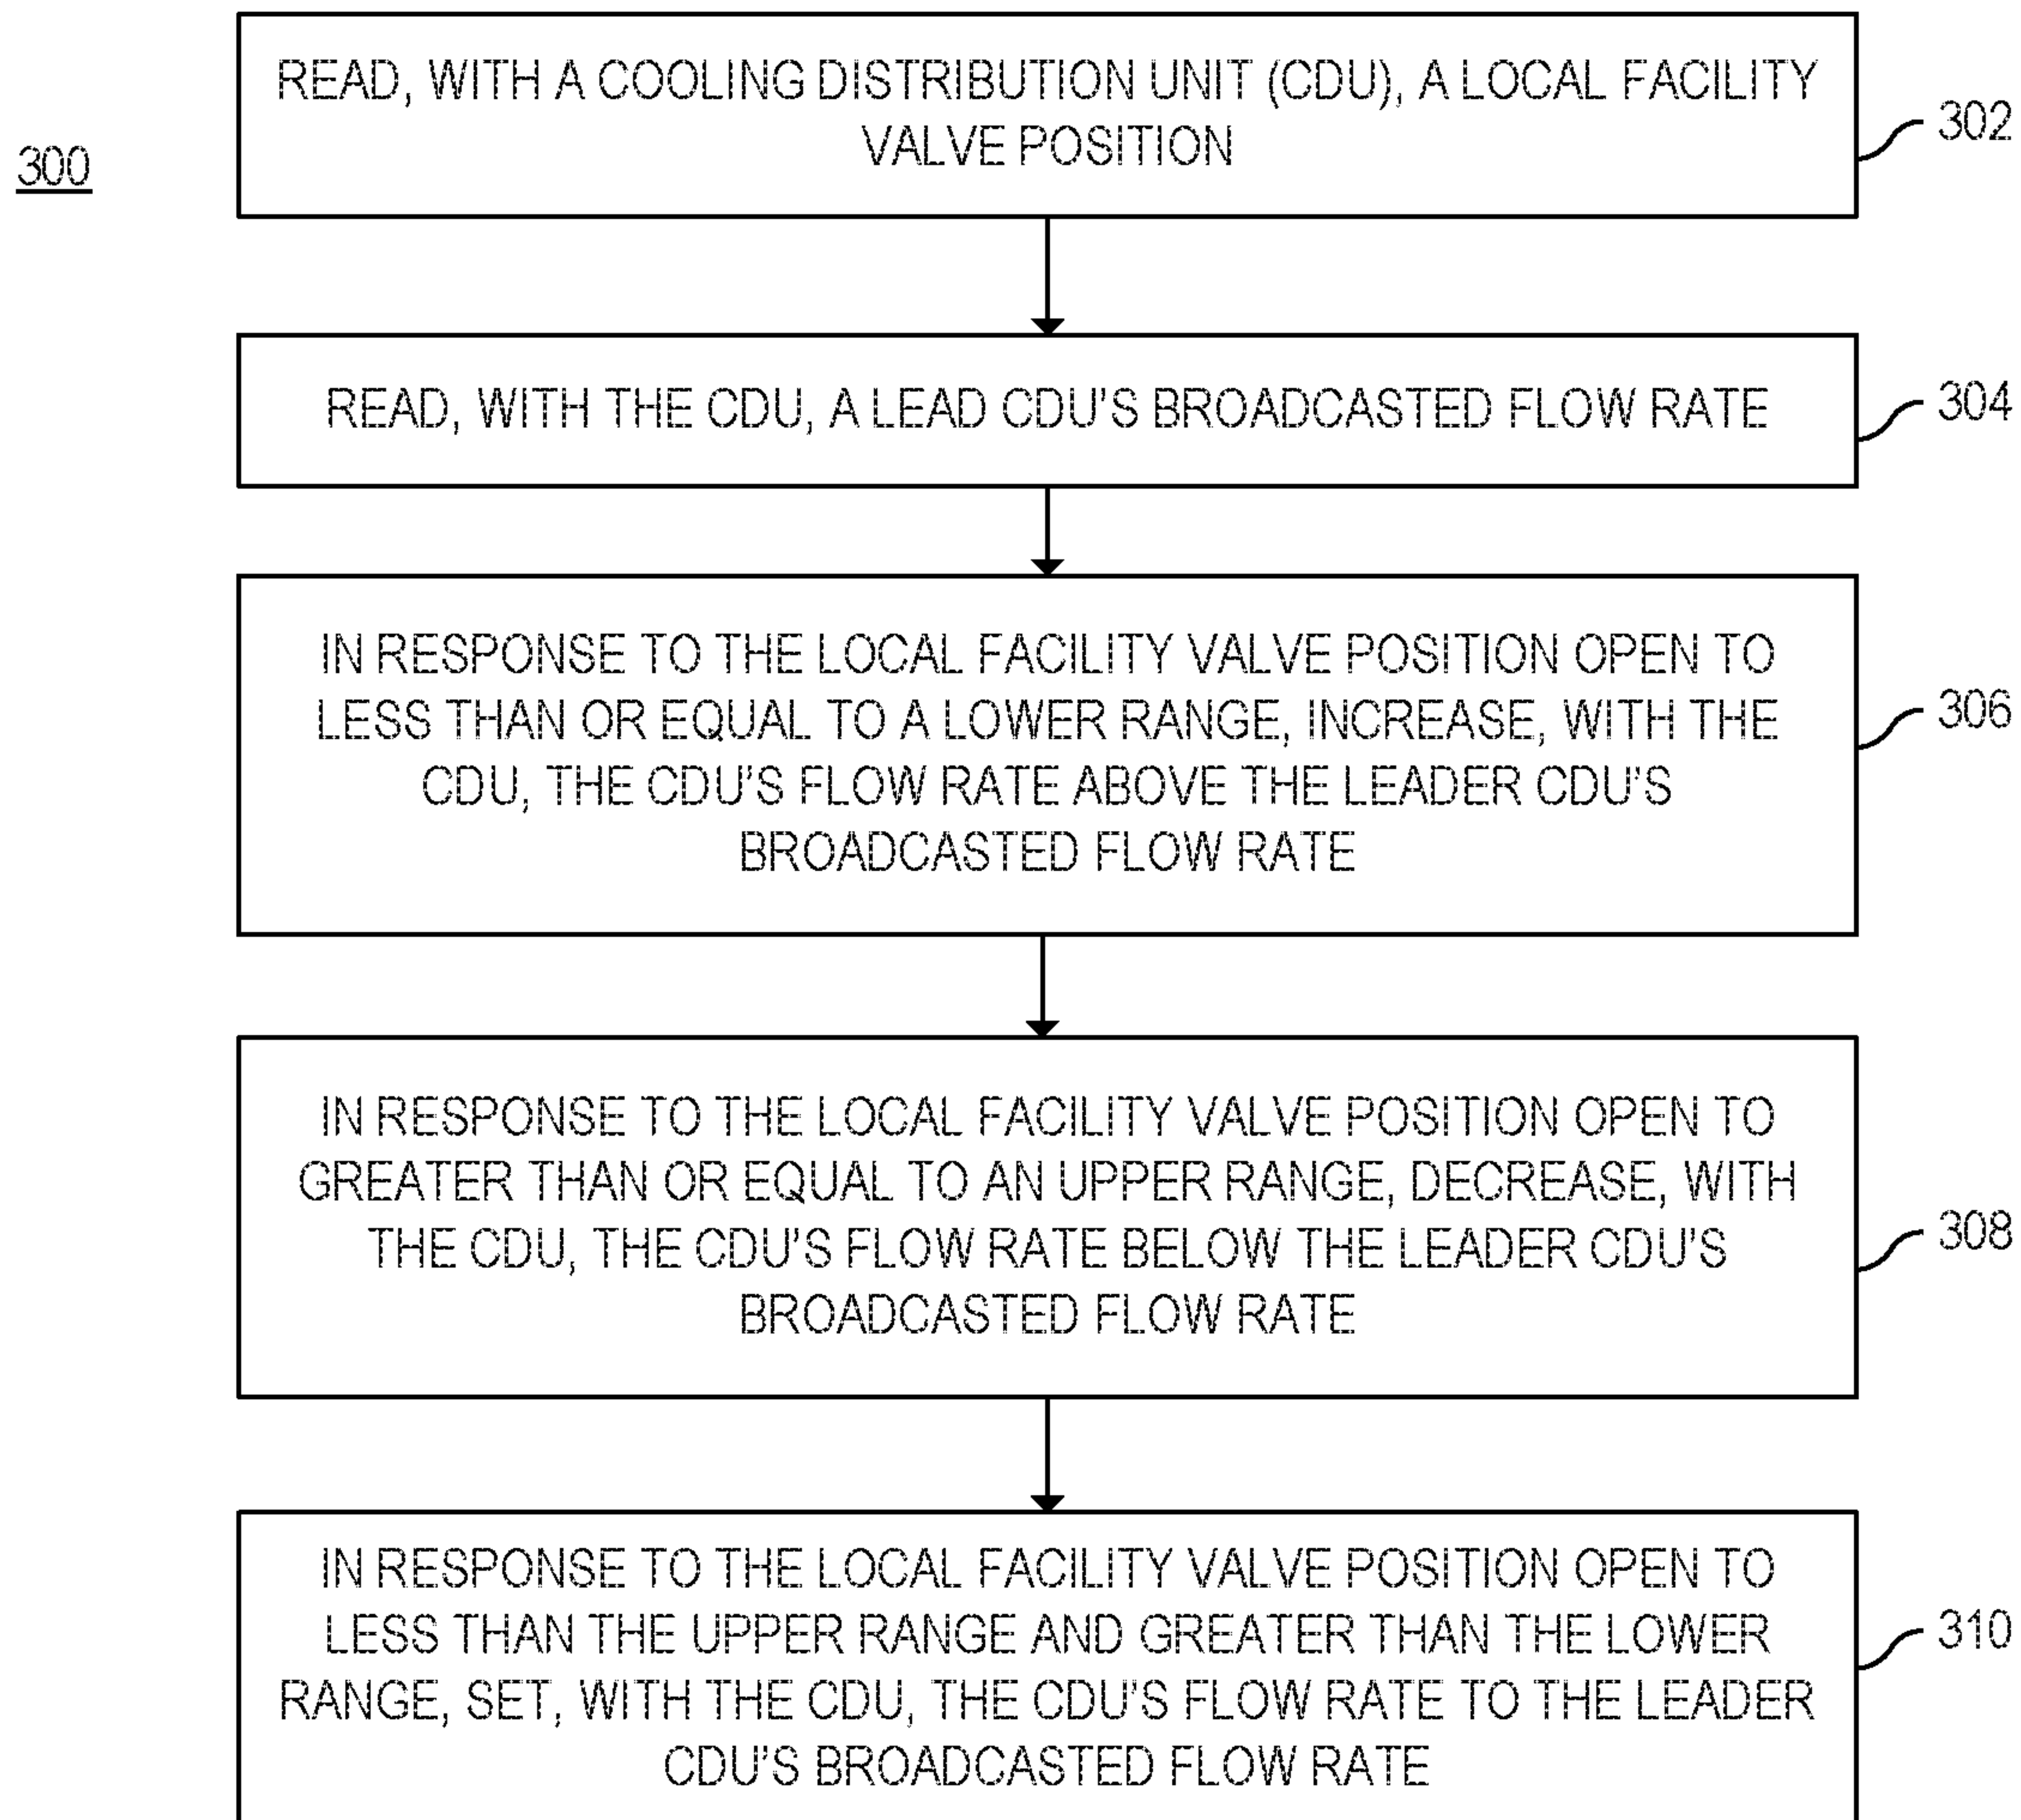 300
READ, WITH A COOLING DISTRIBUTION UNIT (CDU), A LOCAL FACILITY
VALVE POSITION
302
READ, WITH THE CDU, A LEAD CDU'S BROADCASTED FLOW RATE
304
IN RESPONSE TO THE LOCAL FACILITY VALVE POSITION OPEN TO
LESS THAN OR EQUAL TO A LOWER RANGE, INCREASE, WITH THE
CDU, THE CDU'S FLOW RATE ABOVE THE LEADER CDU'S
BROADCASTED FLOW RATE
306
IN RESPONSE TO THE LOCAL FACILITY VALVE POSITION OPEN TO
GREATER THAN OR EQUAL TO AN UPPER RANGE, DECREASE, WITH
THE CDU, THE CDU'S FLOW RATE BELOW THE LEADER CDU'S
BROADCASTED FLOW RATE
308
IN RESPONSE TO THE LOCAL FACILITY VALVE POSITION OPEN TO
LESS THAN THE UPPER RANGE AND GREATER THAN THE LOWER
RANGE, SET, WITH THE CDU, THE CDU'S FLOW RATE TO THE LEADER
CDU'S BROADCASTED FLOW RATE
310